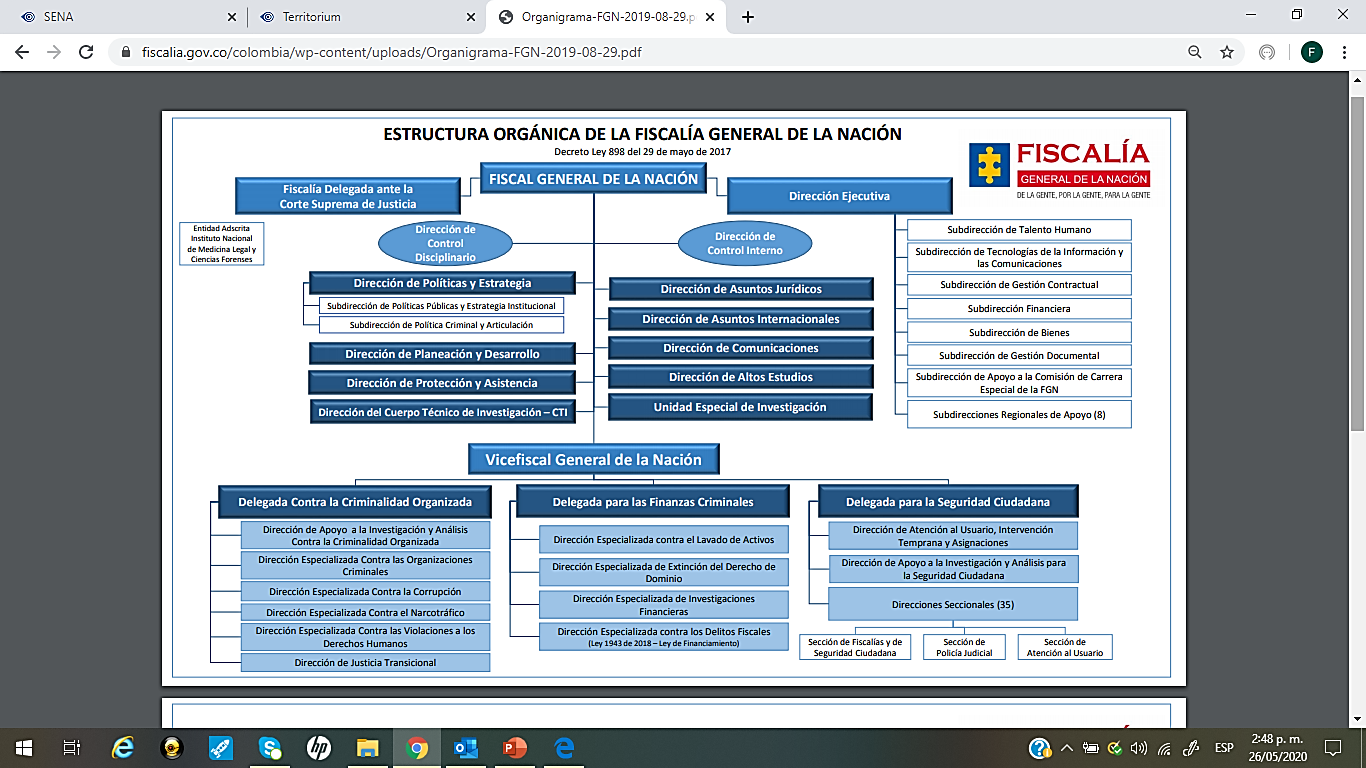 SENA
Territorium
Organigrama-FGN-2019-08-29.p
fiscalia.gov.co/colombia/wp-content/uploads/Organigrama-FGN-2019-08-29.pdf
F
ESTRUCTURA ORGÁNICA DE LA FISCALÍA GENERAL DE LA NACIÓN
Decreto Ley 898 del 29 de mayo de 2017
FISCALÍA
GENERAL DE LA NACIÓN
DE LA GENTE, POR LA GENTE, PARA LA GENTE
FISCAL GENERAL DE LA NACIÓN
Fiscalía Delegada ante la
Corte Suprema de Justicia
Dirección Ejecutiva
Entidad Adscrita
Instituto Nacional
de Medicina Legal y
Ciencias Forenses
Dirección de
Control
Disciplinario
Dirección de
Control Interno
Subdirección de Talento Humano
Subdirección de Tecnologías de la Información y
las Comunicaciones
Subdirección de Gestión Contractual
Subdirección Financiera
Subdirección de Bienes
Subdirección de Gestión Documental
Subdirección de Apoyo a la Comisión de Carrera
Especial de la FGN
Subdirecciones Regionales de Apoyo (8)
Dirección de Políticas y Estrategia
Subdirección de Políticas Públicas y Estrategia Institucional
Subdirección de Política Criminal y Articulación
Dirección de Planeación y Desarrollo
Dirección de Protección y Asistencia
Dirección del Cuerpo Técnico de Investigación – CTI
Dirección de Asuntos Jurídicos
Dirección de Asuntos Internacionales
Dirección de Comunicaciones
Dirección de Altos Estudios
Unidad Especial de Investigación
Vicefiscal General de la Nación
Delegada Contra la Criminalidad Organizada
Dirección de Apoyo a la Investigación y Análisis
Contra la Criminalidad Organizada
Dirección Especializada Contra las Organizaciones
Criminales
Dirección Especializada Contra la Corrupción
Dirección Especializada Contra el Narcotráfico
Dirección Especializada Contra las Violaciones a los
Derechos Humanos
Dirección de Justicia Transicional
Delegada para las Finanzas Criminales
Dirección Especializada contra el Lavado de Activos
Dirección Especializada de Extinción del Derecho de
Dominio
Dirección Especializada de Investigaciones
Financieras
Dirección Especializada contra los Delitos Fiscales
(Ley 1943 de 2018 – Ley de Financiamiento)
Delegada para la Seguridad Ciudadana
Dirección de Atención al Usuario, Intervención
Temprana y Asignaciones
Dirección de Apoyo a la Investigación y Análisis para
la Seguridad Ciudadana
Direcciones Seccionales (35)
Sección de Fiscalías y de
Seguridad Ciudadana
Sección de
Policía Judicial
Sección de
Atención al Usuario
hp
ESP
2:48 p. m.
26/05/2020